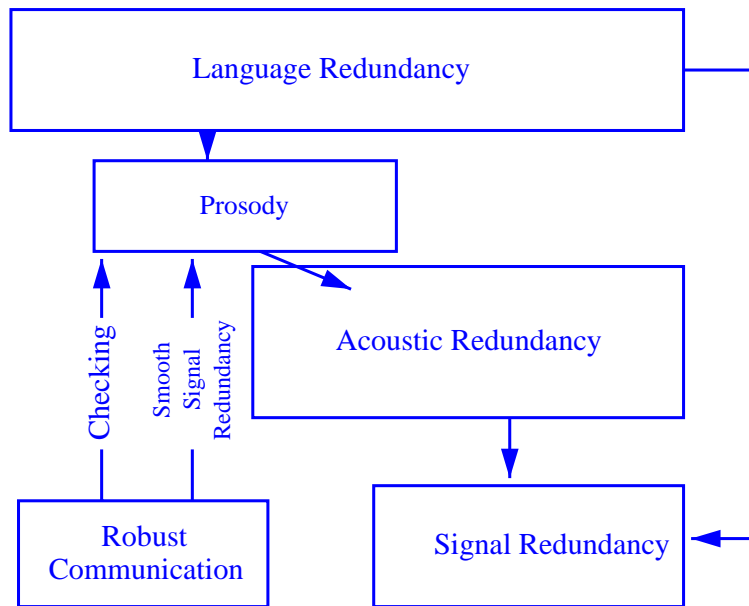 Language Redundancy
Prosody
Acoustic Redundancy
Checking
Smooth
Signal
Redundancy
Robust
Communication
Signal Redundancy